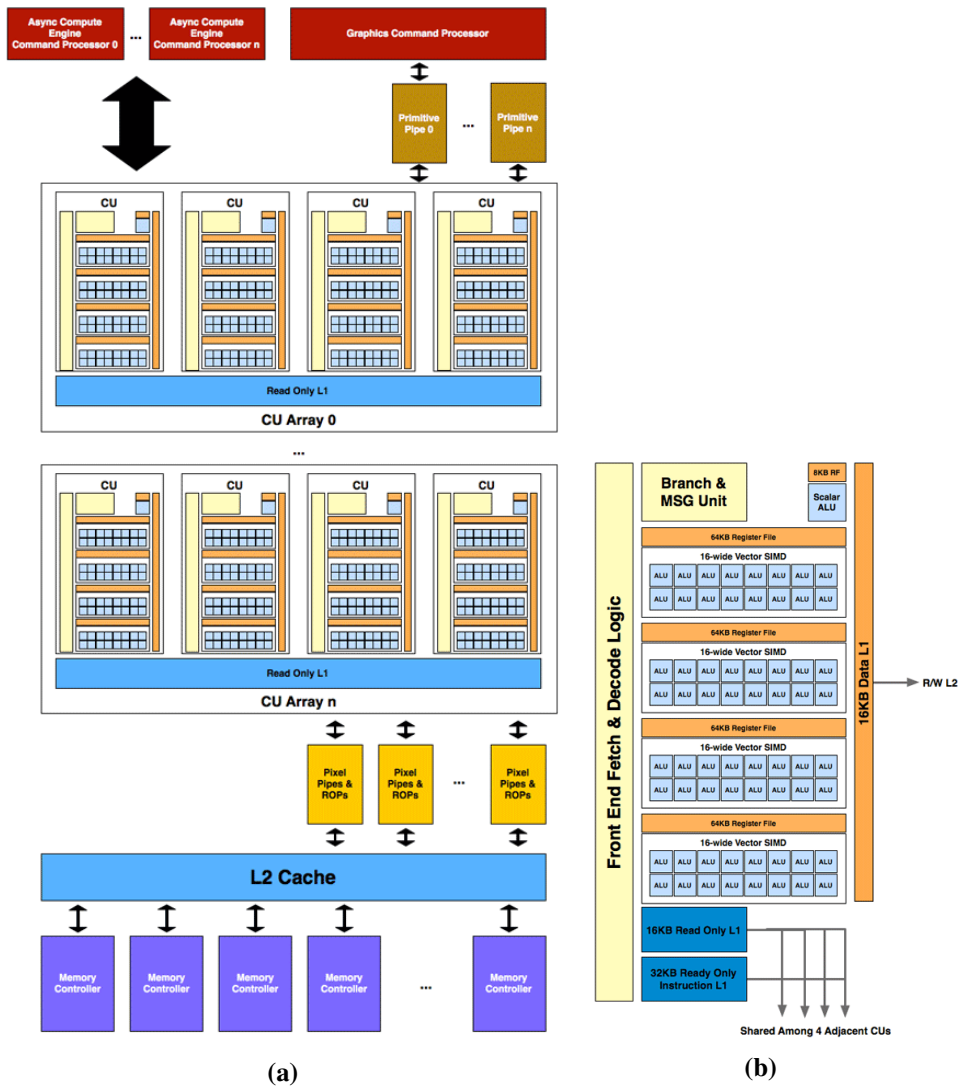 Async Compute
Engine
Command Processor 0
...
Async Compute
Engine
Command Processor n
Graphics Command Processor
Primitive
Pipe 0
...
Primitive
Pipe n
CU
CU
CU
CU
Read Only L1
CU Array 0
...
CU
CU
CU
CU
Read Only L1
CU Array n
Pixel
Pipes &
ROPs
Pixel
Pipes &
ROPs
...
Pixel
Pipes &
ROPs
L2 Cache
Memory
Controller
Memory
Controller
Memory
Controller
Memory
Controller
...
Memory
Controller
(a)
Front End Fetch & Decode Logic
Branch &
MSG Unit
8KB RF
Scalar
ALU
64KB Register File
16-wide Vector SIMD
ALU ALU ALU ALU ALU ALU ALU ALU
ALU ALU ALU ALU ALU ALU ALU ALU
64KB Register File
16-wide Vector SIMD
ALU ALU ALU ALU ALU ALU ALU ALU
ALU ALU ALU ALU ALU ALU ALU ALU
64KB Register File
16-wide Vector SIMD
ALU ALU ALU ALU ALU ALU ALU ALU
ALU ALU ALU ALU ALU ALU ALU ALU
64KB Register File
16-wide Vector SIMD
ALU ALU ALU ALU ALU ALU ALU ALU
ALU ALU ALU ALU ALU ALU ALU ALU
16KB Data L1
R/W L2
16KB Read Only L1
32KB Ready Only
Instruction L1
Shared Among 4 Adjacent CUs
(b)